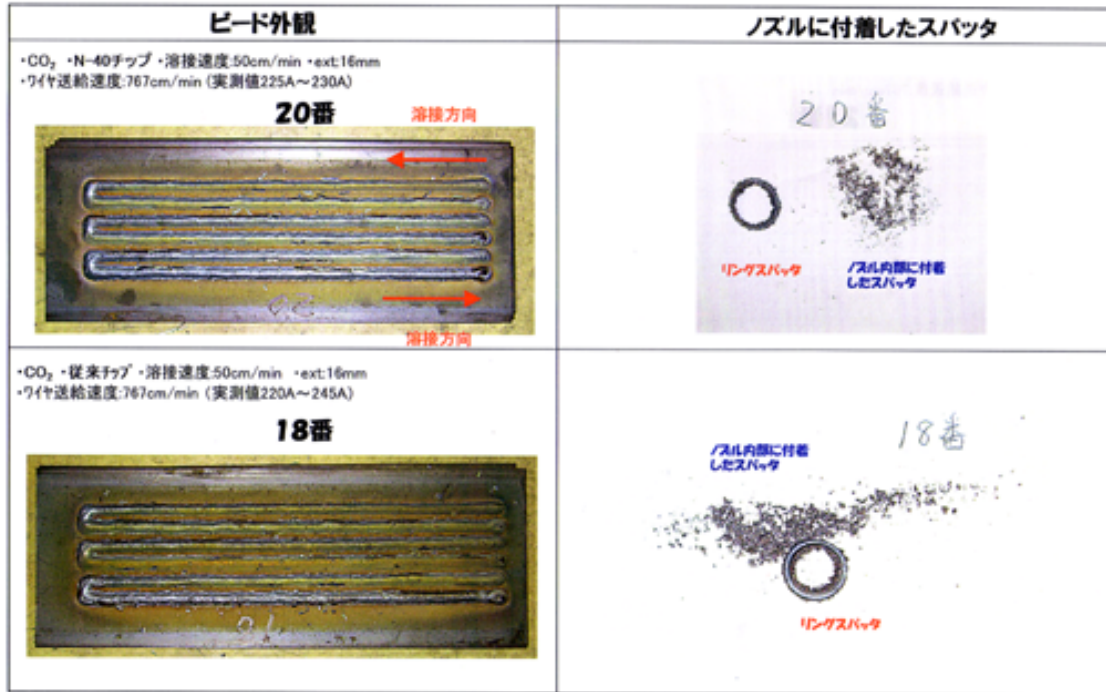 ビード外観
ノズルに付着したスパッタ
・CO₂ ・N-40チップ ・溶接速度:50cm/min ・ext:16mm
・ワイヤ送給速度:767cm/min (実測値225A～230A)
20番
溶接方向
溶接方向
20
20番
リングスパッタ
ノズル内部に付着
したスパッタ
・CO₂ ・従来チップ ・溶接速度:50cm/min ・ext:16mm
・ワイヤ送給速度:767cm/min (実測値220A～245A)
18番
18番
ノズル内部に付着
したスパッタ
リングスパッタ